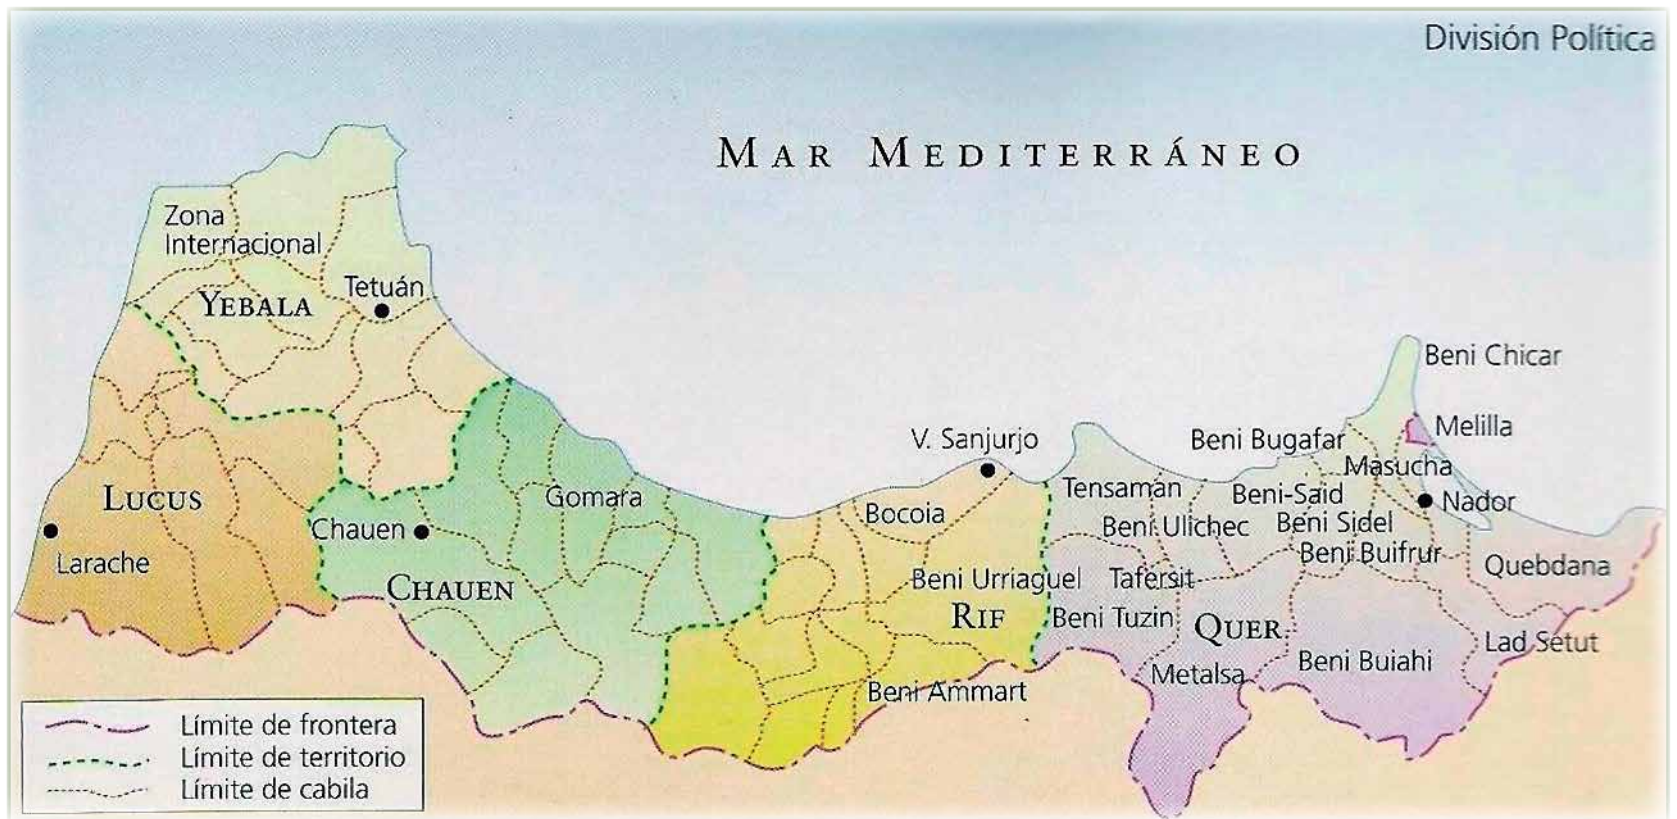 División Política
MAR MEDITERRÁNEO
Zona
Internacional
Tetuán
YEBALA
Beni Chicar
Melilla
V. Sanjurjo
Beni Bugafar
Masucha
LUCUS
Gomara
Tensaman
Beni-Said
Nador
Bocoia
Chauen
Beni Ulichec
Beni Sidel
Larache
Beni Buifrur
Quebdana
CHAUEN
Beni Urriaguel
Tafersit
RIF
Beni Tuzin
QUER.
Lad Setut
Metalsa
Beni Buiahi
Beni Ammart
Límite de frontera
Límite de territorio
Límite de cabila